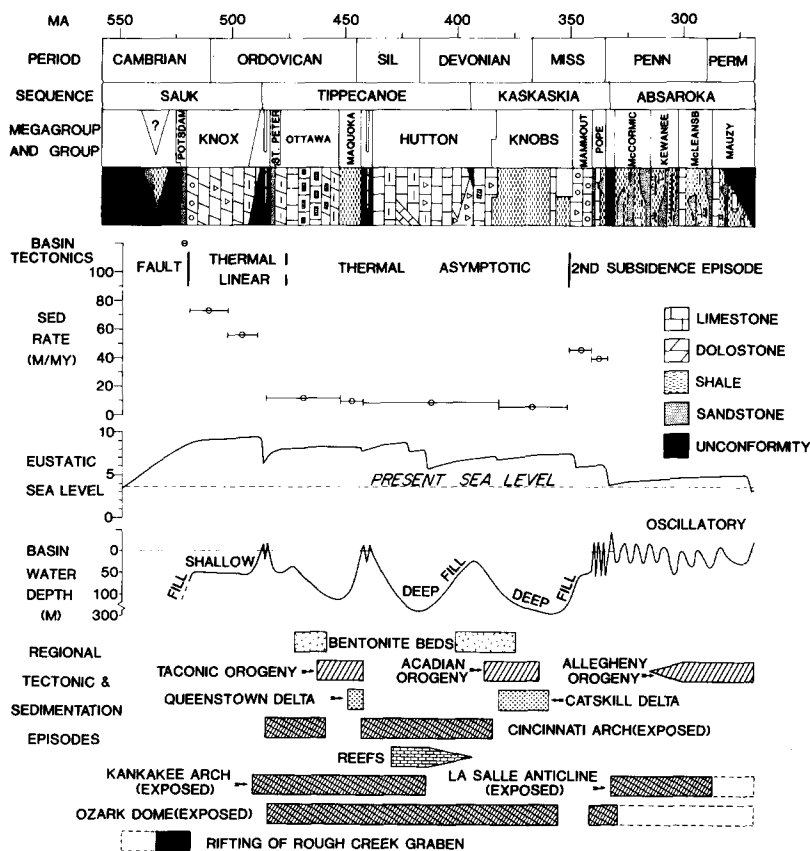 MA 550 500 450 400 350 300
PERIOD CAMBRIAN ORDOVICAN SIL DEVONIAN MISS PENN PERM
SEQUENCE SAUK TIPPECANOE KASKASKIA ABSAROKA
MEGAGROUP AND GROUP ? POTSDAM KNOX ST. PETER OTTAWA MAQUOKA HUTTON KNOBS MAMMOUT POPE McCORMIC KEWANEE McLEANSB MAUZY
BASIN TECTONICS FAULT THERMAL LINEAR THERMAL ASYMPTOTIC 2ND SUBSIDENCE EPISODE
100
80
SED RATE (M/MY)
60
40
20
0
LIMESTONE
DOLOSTONE
SHALE
SANDSTONE
UNCONFORMITY
10
EUSTATIC
5
SEA LEVEL
PRESENT SEA LEVEL
0
OSCILLATORY
BASIN WATER DEPTH (M)
0
50
100
300
FILL SHALLOW DEEP FILL DEEP FILL
REGIONAL TECTONIC & SEDIMENTATION EPISODES
BENTONITE BEDS
TACONIC OROGENY
ACADIAN OROGENY
ALLEGHENY OROGENY
QUEENSTOWN DELTA
CATSKILL DELTA
CINCINNATI ARCH(EXPOSED)
REEFS
KANKAKEE ARCH (EXPOSED)
LA SALLE ANTICLINE (EXPOSED)
OZARK DOME(EXPOSED)
RIFTING OF ROUGH CREEK GRABEN